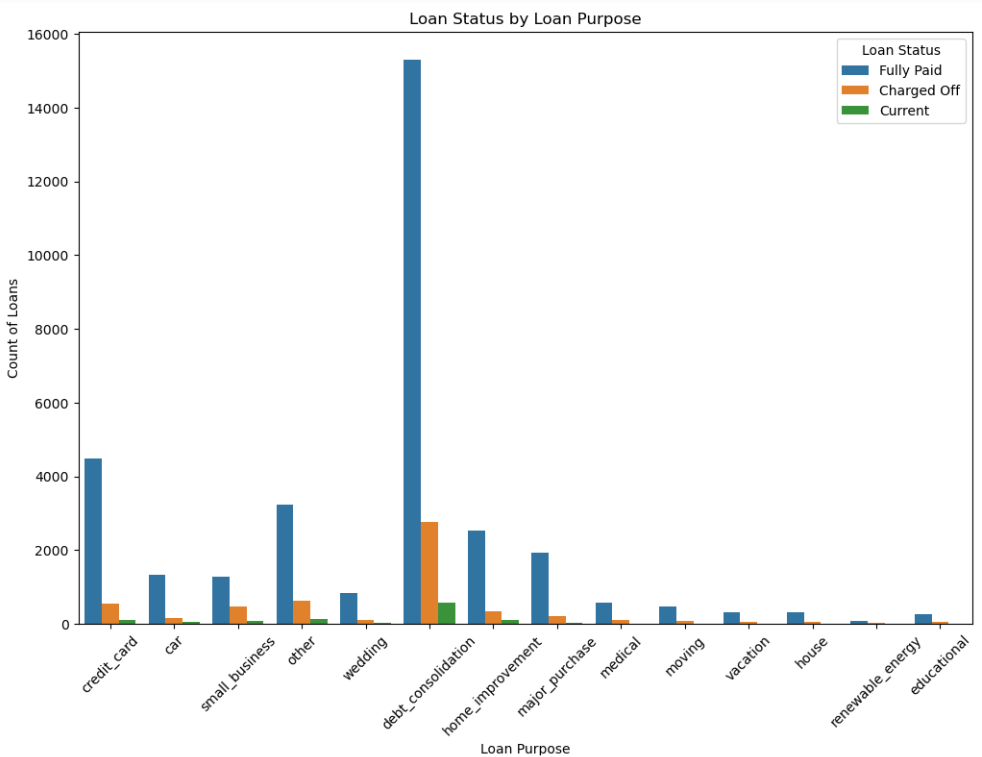 Loan Status by Loan Purpose
Loan Status
Fully Paid
Charged Off
Current
Count of Loans
16000
14000
12000
10000
8000
6000
4000
2000
0
credit_card
car
small_business
other
wedding
debt_consolidation
home_improvement
major_purchase
medical
moving
vacation
house
renewable_energy
educational
Loan Purpose